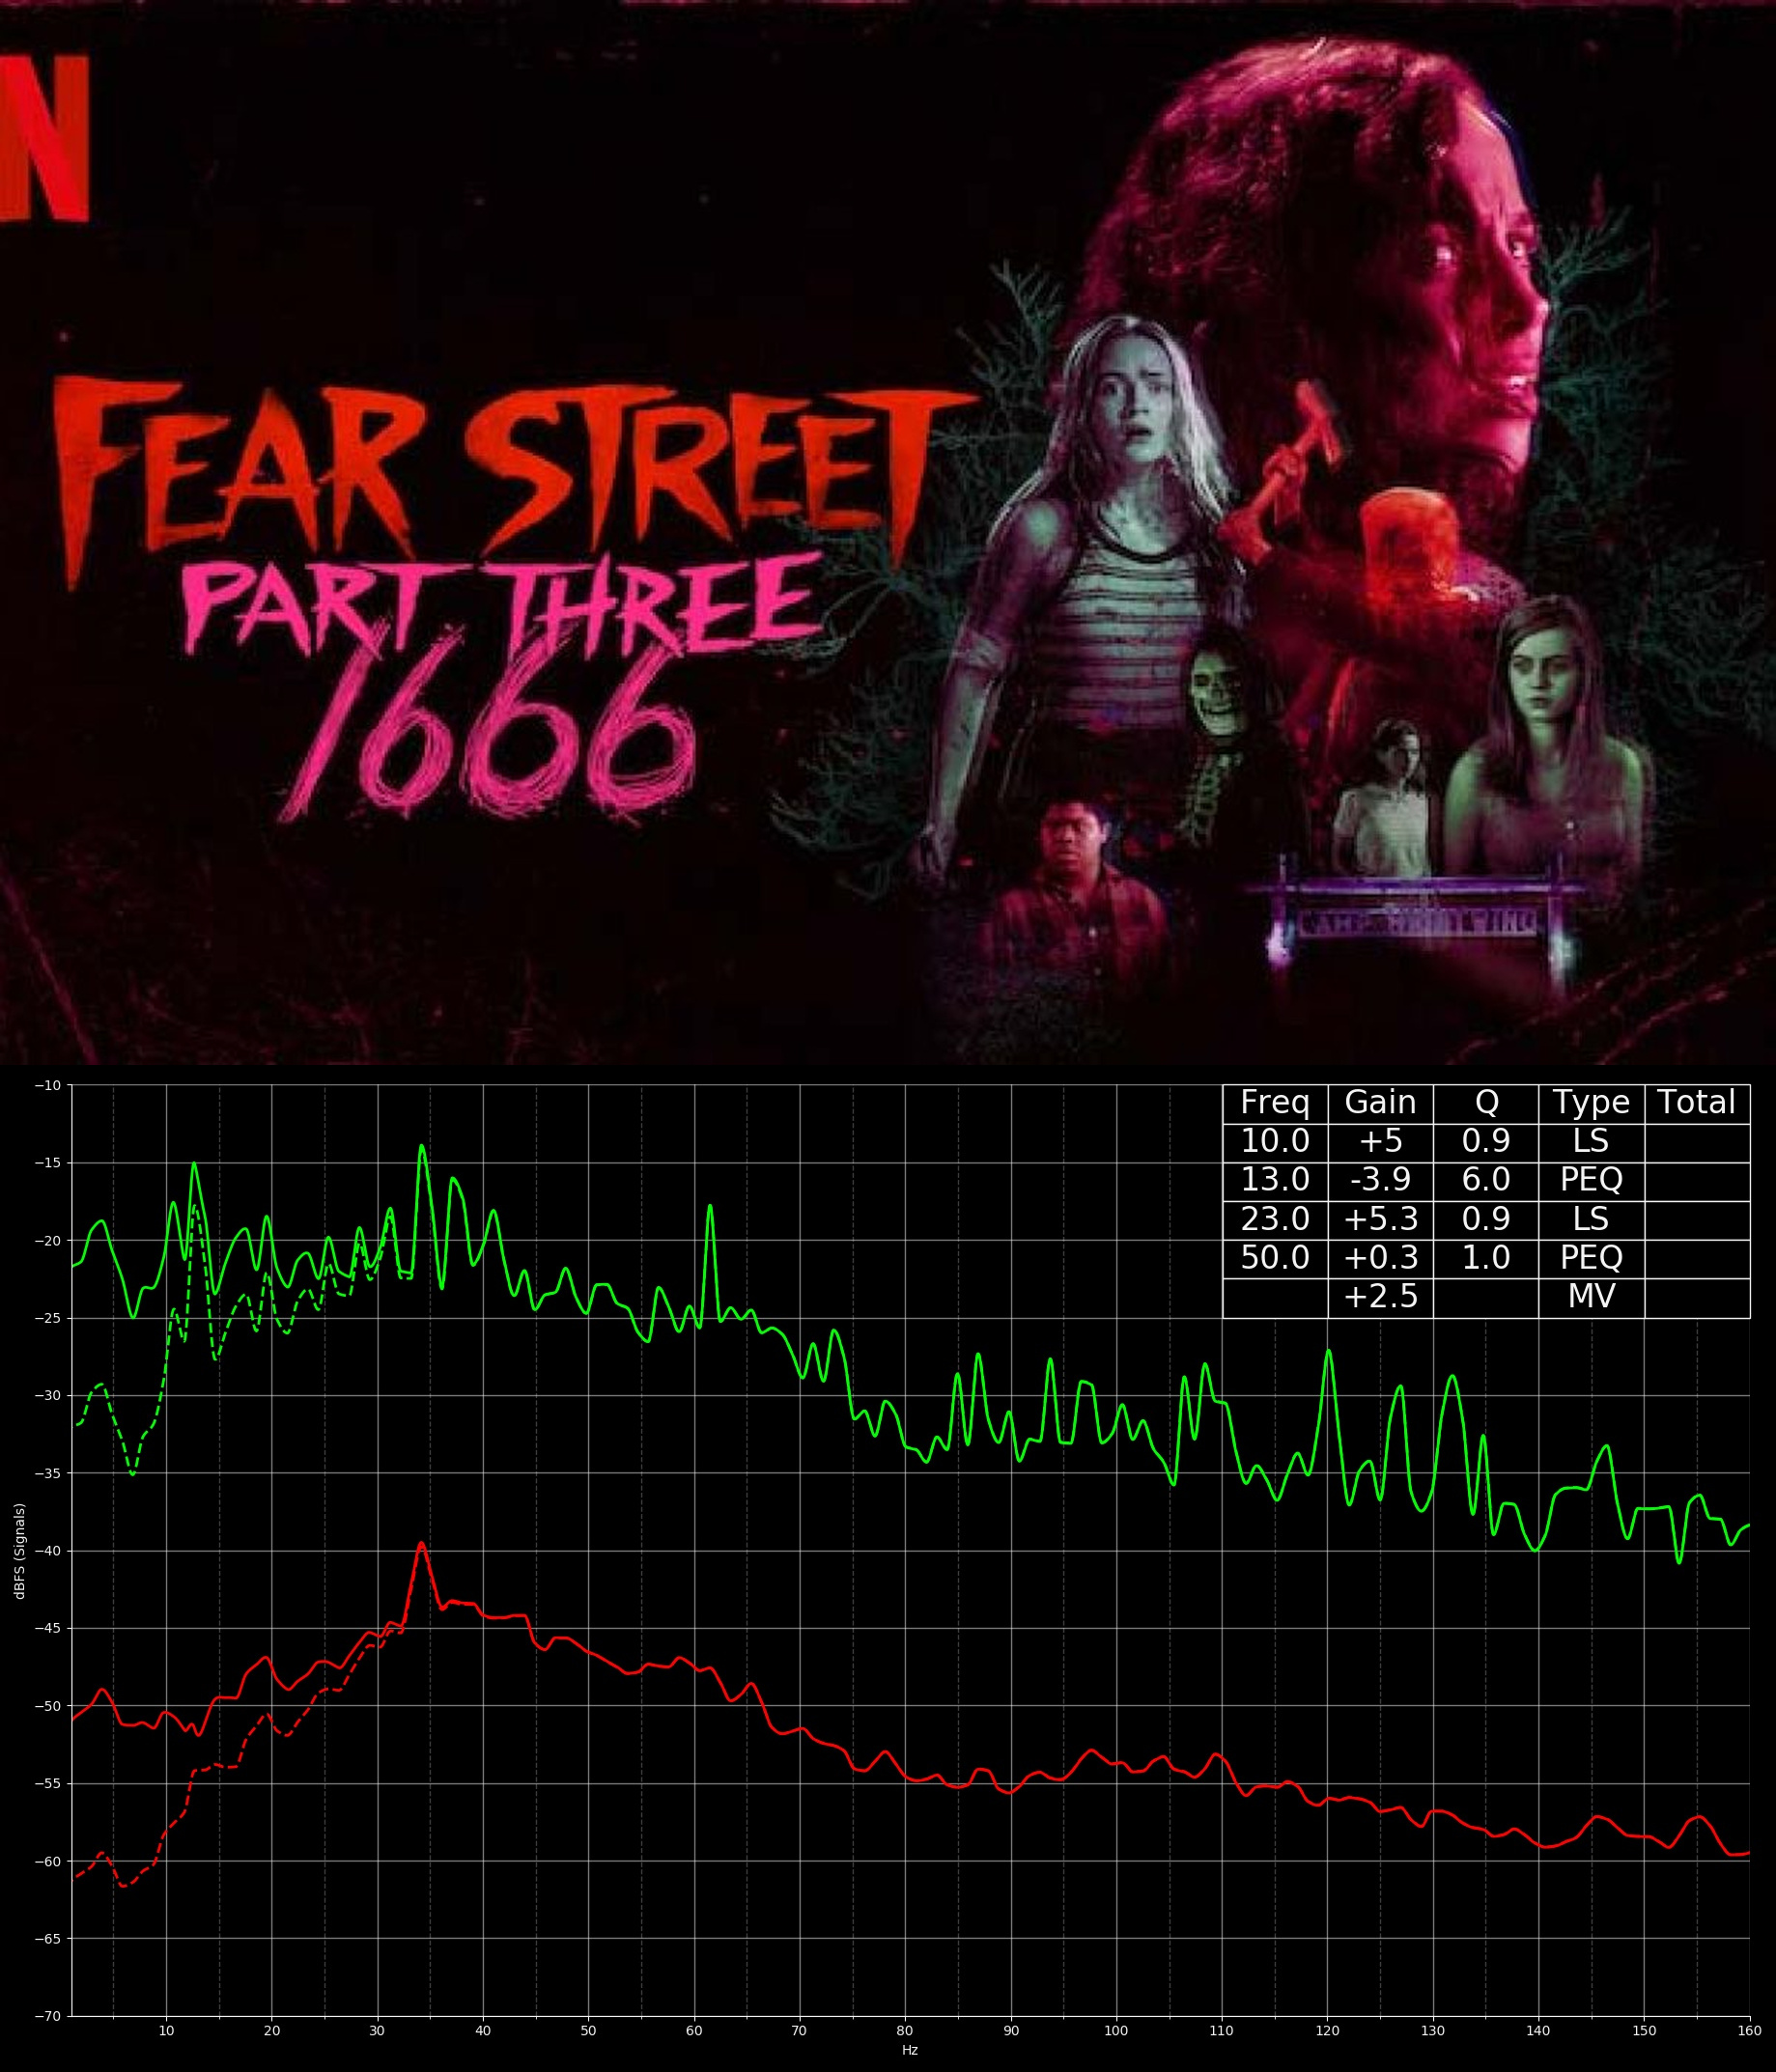 N
FEAR STREET
PART THREE
1666
Freq Gain Q Type Total
10.0 +5 0.9 LS
13.0 -3.9 6.0 PEQ
23.0 +5.3 0.9 LS
50.0 +0.3 1.0 PEQ
+2.5 MV
−10
−15
−20
−25
−30
−35
−40
−45
−50
−55
−60
−65
−70
dBFS (Signals)
10 20 30 40 50 60 70 80 90 100 110 120 130 140 150 160
Hz